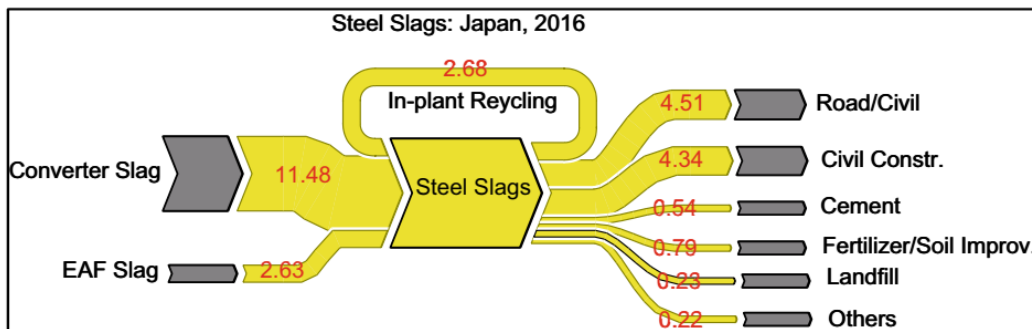 Steel Slags: Japan, 2016
2.68
In-plant Reycling
4.51
Road/Civil
Converter Slag
11.48
Steel Slags
4.34
Civil Constr.
0.54
Cement
0.79
Fertilizer/Soil Improv.
EAF Slag
2.63
0.23
Landfill
0.22
Others